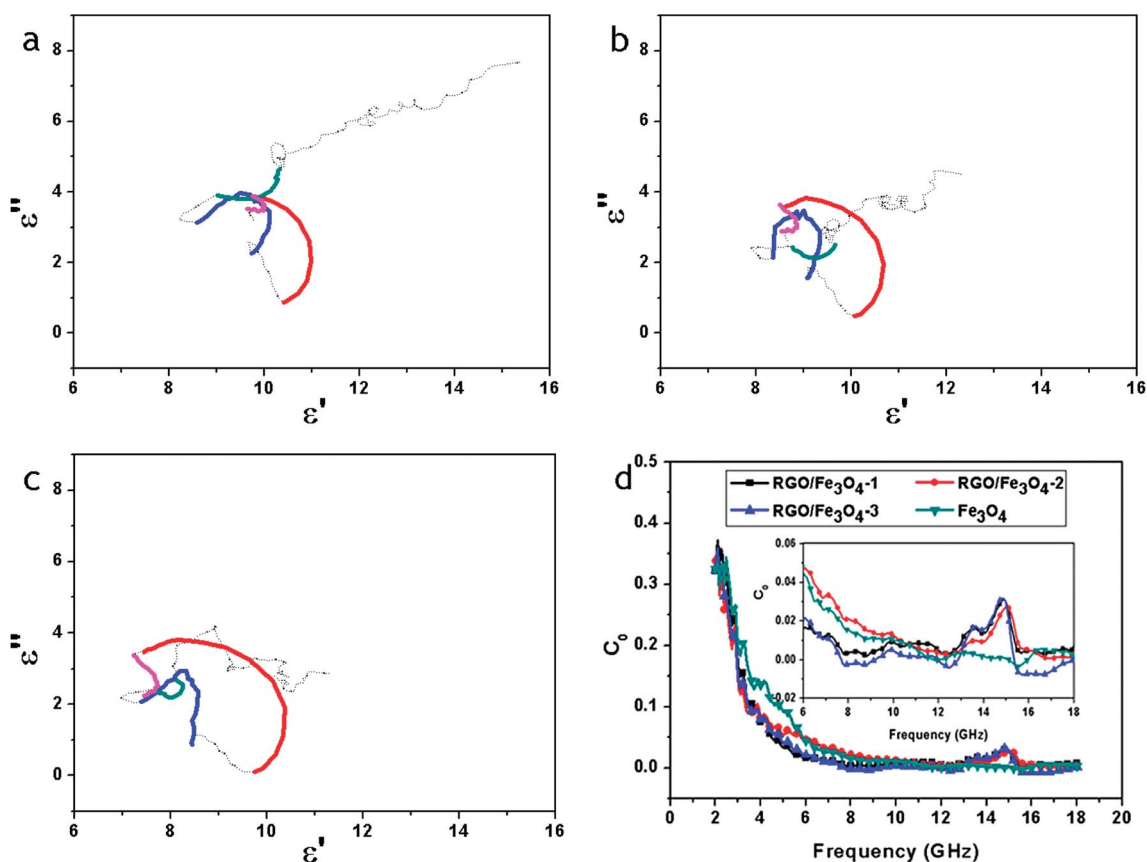 a
8
6
4
2
0
ε''
6 8 10 12 14 16
ε'
b
8
6
4
2
0
ε''
6 8 10 12 14 16
ε'
c
8
6
4
2
0
ε''
6 8 10 12 14 16
ε'
d
0.5
0.4
0.3
0.2
0.1
0.0
C₀
RGO/Fe₃O₄-1 RGO/Fe₃O₄-2
RGO/Fe₃O₄-3 Fe₃O₄
0.06
0.04
0.02
0.00
-0.02
C₀
6 8 10 12 14 16 18
Frequency (GHz)
0 2 4 6 8 10 12 14 16 18 20
Frequency (GHz)